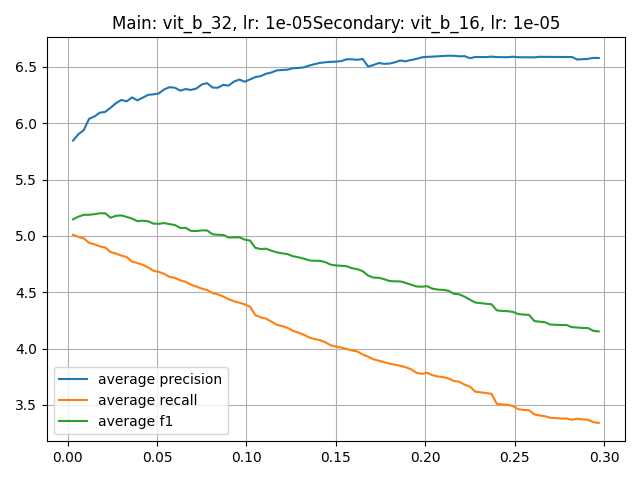 Main: vit_b_32, lr: 1e-05Secondary: vit_b_16, lr: 1e-05
6.5
6.0
5.5
5.0
4.5
4.0
3.5
average precision
average recall
average f1
0.00 0.05 0.10 0.15 0.20 0.25 0.30